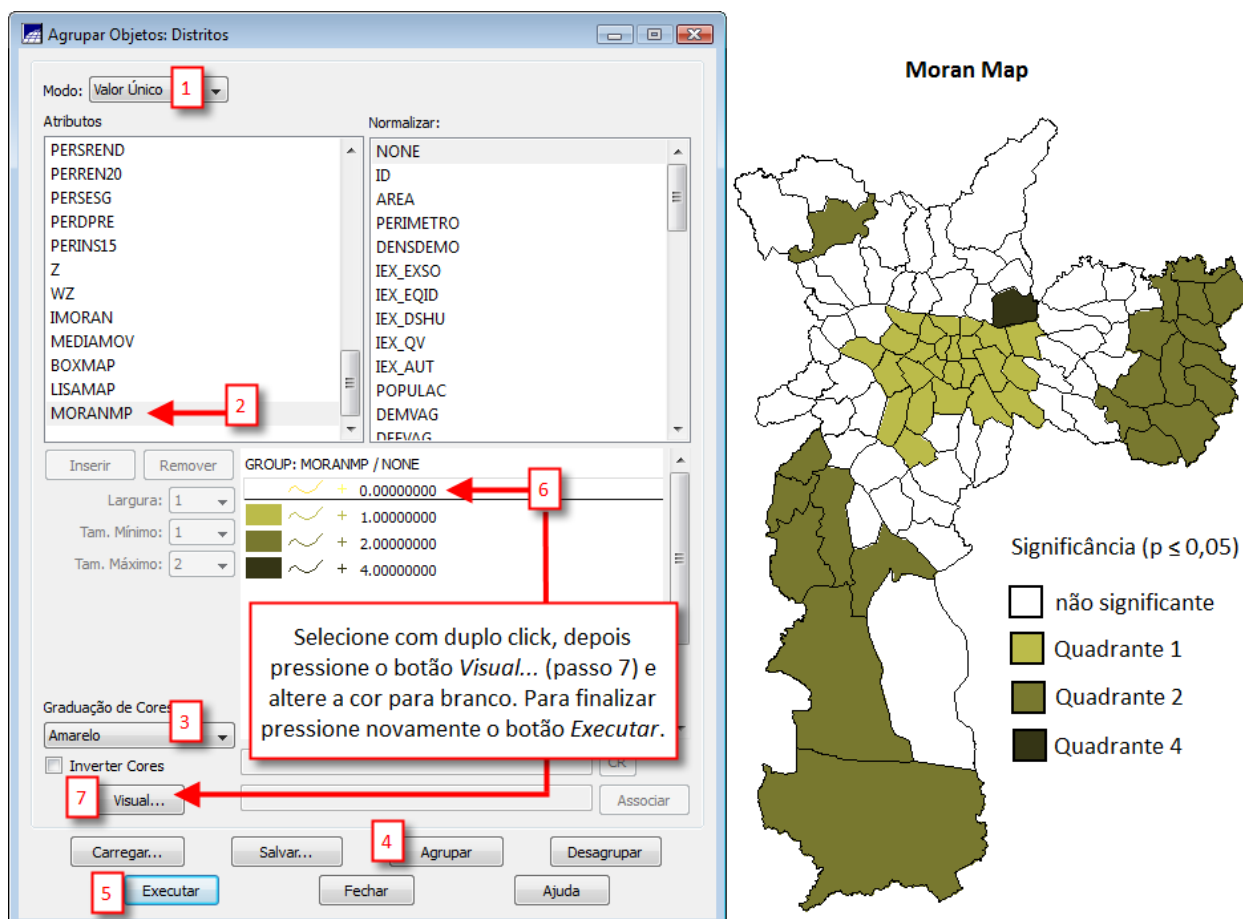 Agrupar Objetos: Distritos
Modo: Valor Único 1
Atributos
Normalizar:
PERSREND
PERREN20
PERSESG
PERDPRE
PERINS15
Z
WZ
IMORAN
MEDIAMOV
BOXMAP
LISAMAP
MORANMP
2
NONE
ID
AREA
PERIMETRO
DENSDEMO
IEX_EXSO
IEX_EQID
IEX_DSHU
IEX_QV
IEX_AUT
POPULAC
DEMVAG
DEFVAG
Inserir
Remover
Largura: 1
Tam. Mínimo: 1
Tam. Máximo: 2
GROUP: MORANMP / NONE
0.00000000
6
1.00000000
2.00000000
4.00000000
Selecione com duplo click, depois
pressione o botão Visual... (passo 7) e
altere a cor para branco. Para finalizar
pressione novamente o botão Executar.
Graduação de Cores
3
Amarelo
Inverter Cores
CR
7
Visual...
Associar
Carregar...
Salvar...
4
Agrupar
Desagrupar
5
Executar
Fechar
Ajuda
Moran Map
Significância (p ≤ 0,05)
não significante
Quadrante 1
Quadrante 2
Quadrante 4